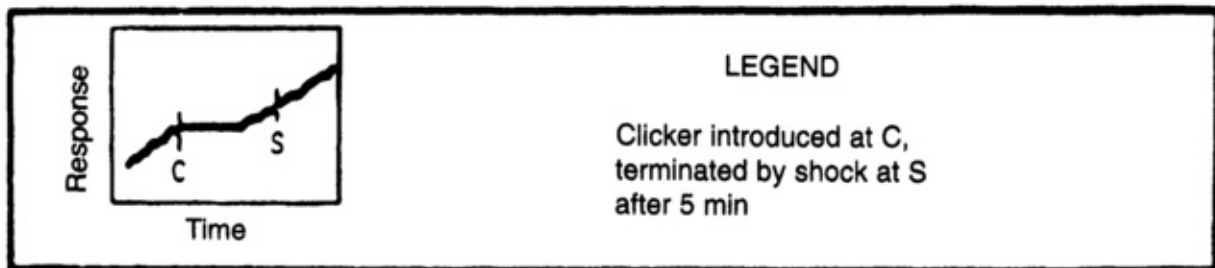 Response
C
S
Time
LEGEND
Clicker introduced at C,
terminated by shock at S
after 5 min